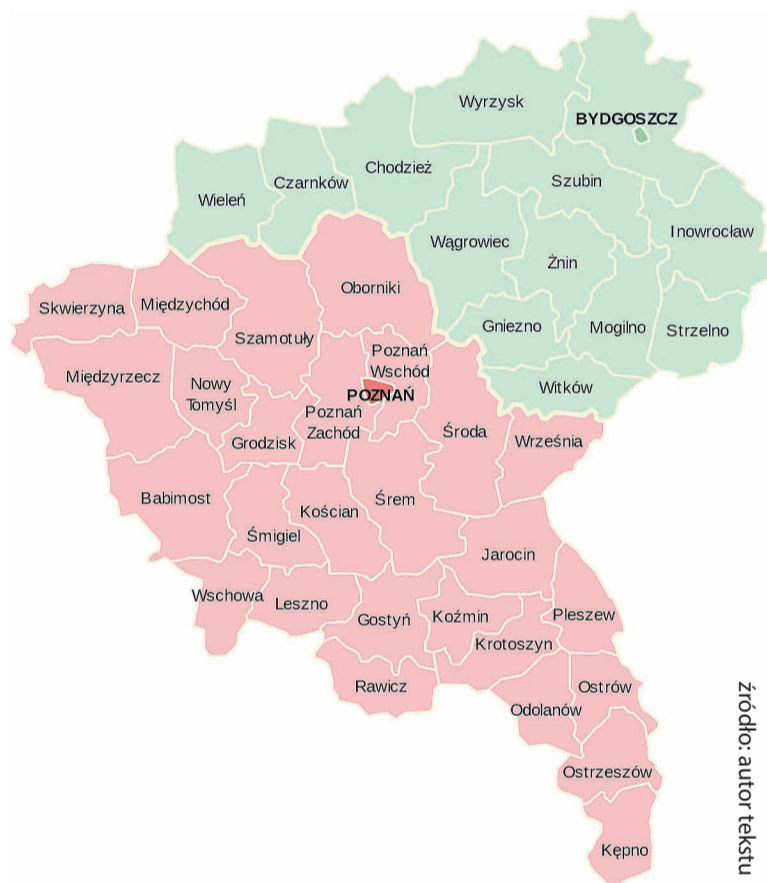 Wyrzysk
BYDGOSZCZ
Chodzież
Czarnków
Szubin
Wieleń
Inowrocław
Wągrowiec
Żnin
Oborniki
Skwierzyna
Międzychód
Gniezno
Mogilno
Strzelno
Szamotuły
Poznań
Wschód
Międzyrzecz
Nowy
Tomyśl
POZNAŃ
Witków
Poznań
Zachód
Środa
Września
Grodzisk
Babimost
Śrem
Kościan
Śmigiel
Jarocin
Wschowa
Leszno
Gostyń
Koźmin
Pleszew
Krotoszyn
Rawicz
Ostrów
Odolanów
Ostrzeszów
Kępno
źródło: autor tekstu